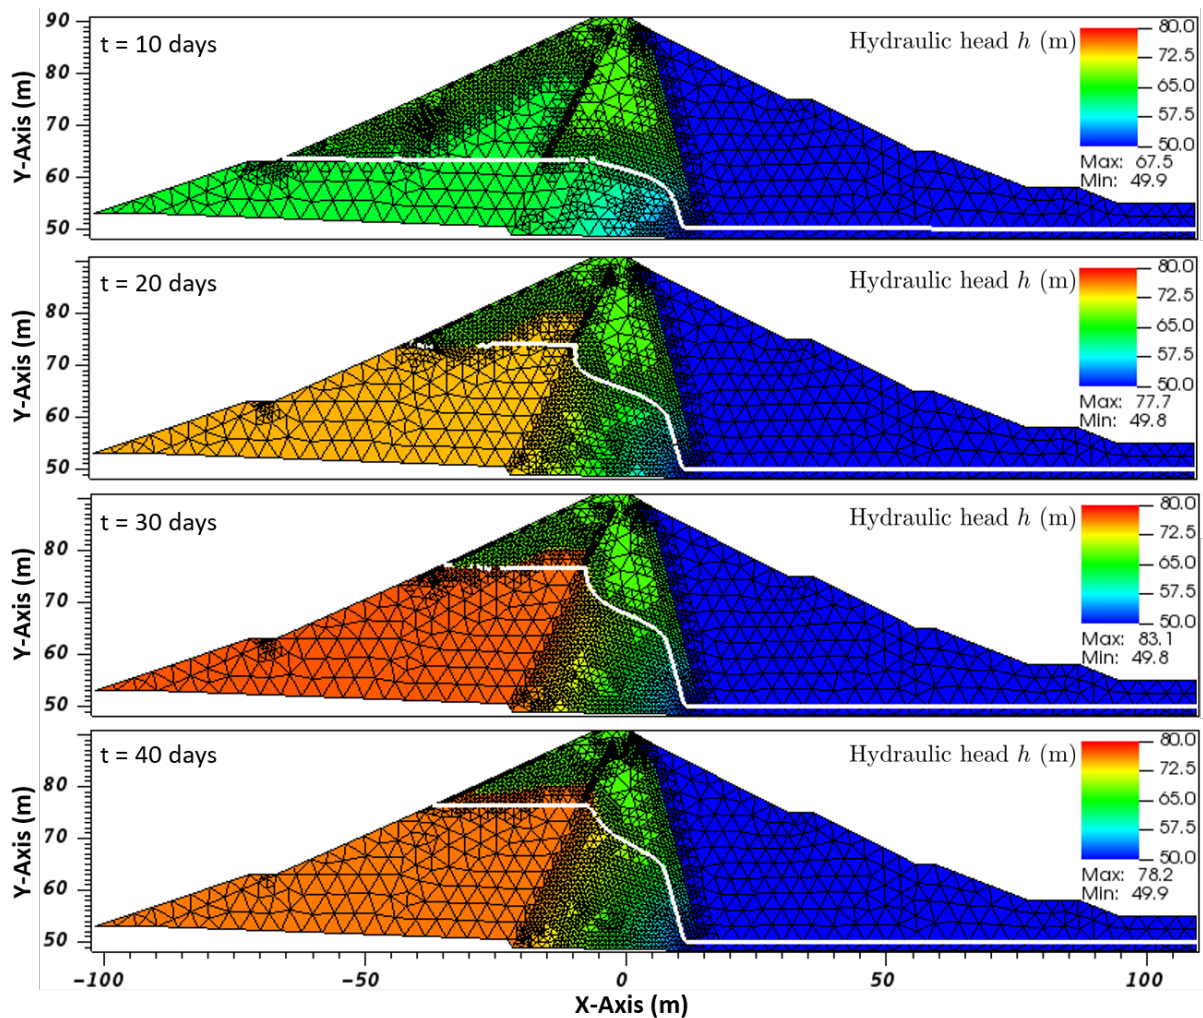 t = 10 days
Hydraulic head h (m)
80.0
72.5
65.0
57.5
50.0
Max: 67.5
Min: 49.9
90
80
70
60
50
Y-Axis (m)
t = 20 days
Hydraulic head h (m)
80.0
72.5
65.0
57.5
50.0
Max: 77.7
Min: 49.8
80
70
60
50
Y-Axis (m)
t = 30 days
Hydraulic head h (m)
80.0
72.5
65.0
57.5
50.0
Max: 83.1
Min: 49.8
80
70
60
50
Y-Axis (m)
t = 40 days
Hydraulic head h (m)
80.0
72.5
65.0
57.5
50.0
Max: 78.2
Min: 49.9
80
70
60
50
Y-Axis (m)
-100 -50 0 50 100
X-Axis (m)